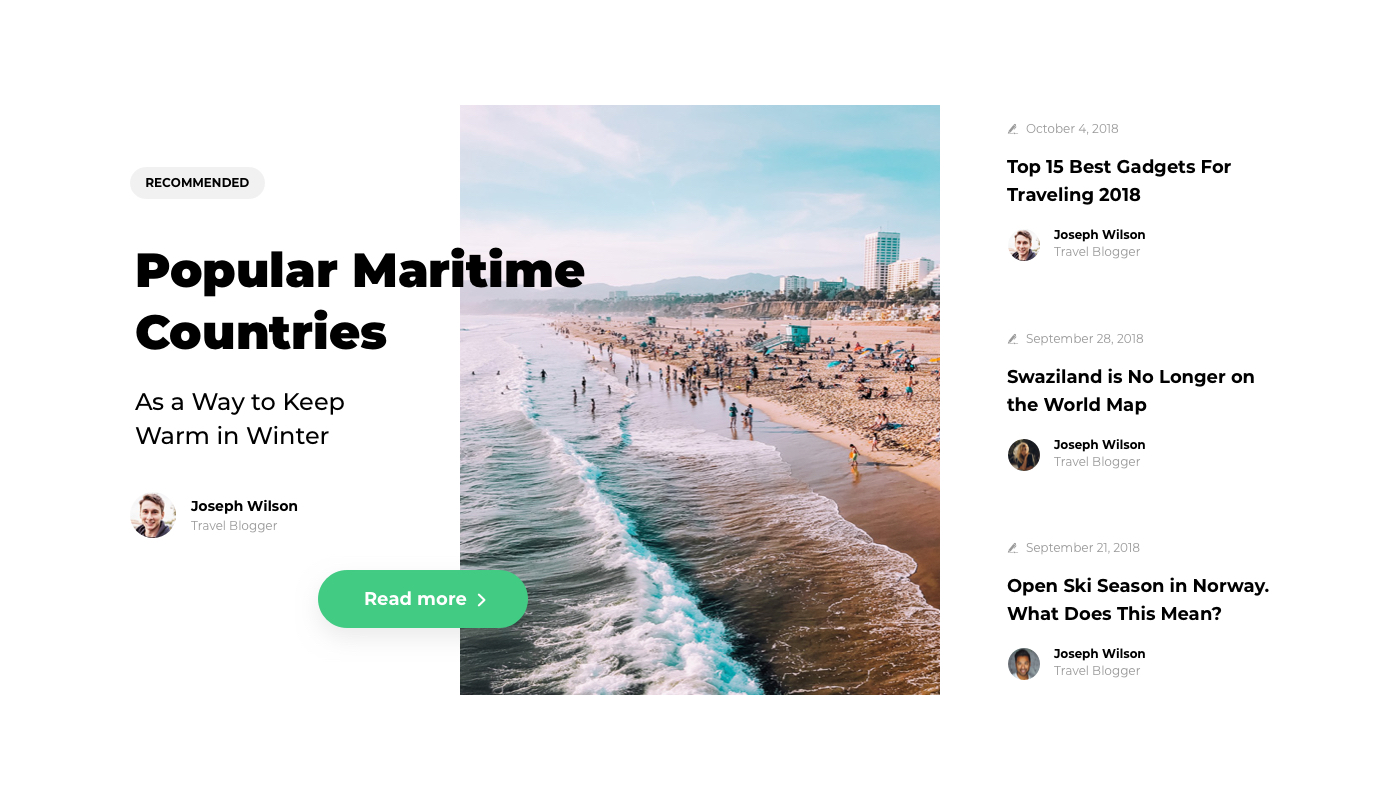 RECOMMENDED
Popular Maritime
Countries
As a Way to Keep
Warm in Winter
Joseph Wilson
Travel Blogger
Read more
October 4, 2018
Top 15 Best Gadgets For
Traveling 2018
Joseph Wilson
Travel Blogger
September 28, 2018
Swaziland is No Longer on
the World Map
Joseph Wilson
Travel Blogger
September 21, 2018
Open Ski Season in Norway.
What Does This Mean?
Joseph Wilson
Travel Blogger